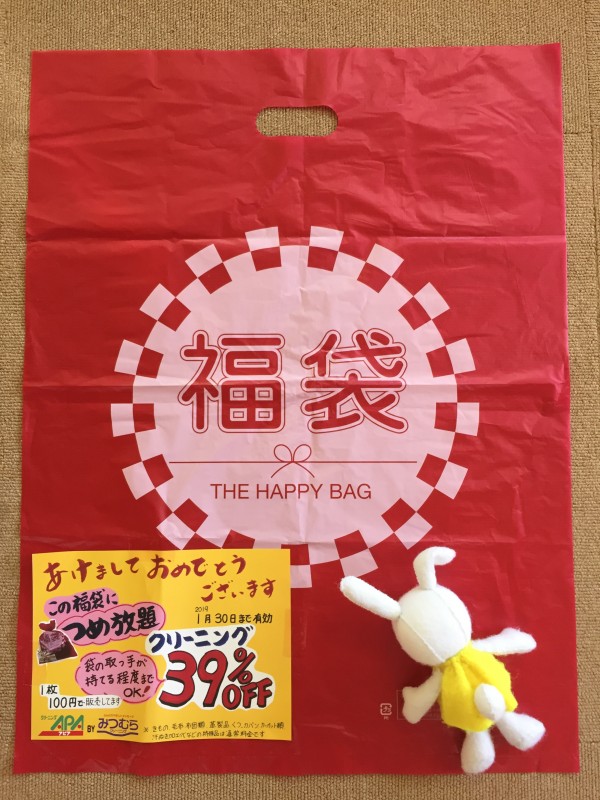 福袋
THE HAPPY BAG
あけまして おめでとう
ございます
この福袋に
つめ放題
2019
1月30日まで有効
クリーニング
39% OFF
袋の取っ手が
持てる程度まで
OK!!
1枚
100円で販売してます
APA
アピア
BY みつむら